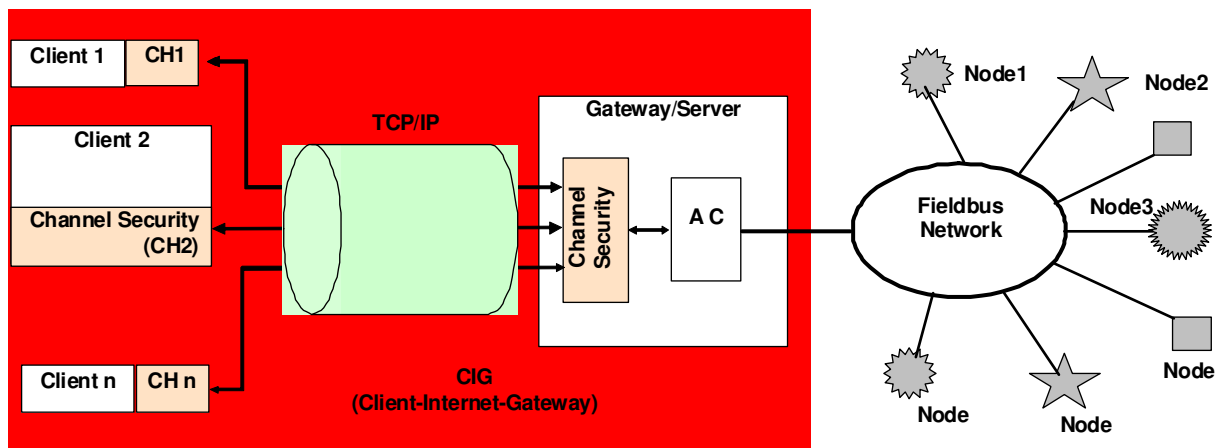 Client 1
CH1
Client 2
Channel Security
(CH2)
Client n
CH n
TCP/IP
CIG
(Client-Internet-Gateway)
Gateway/Server
Channel
Security
A C
Fieldbus
Network
Node1
Node2
Node3
Node
Node
Node